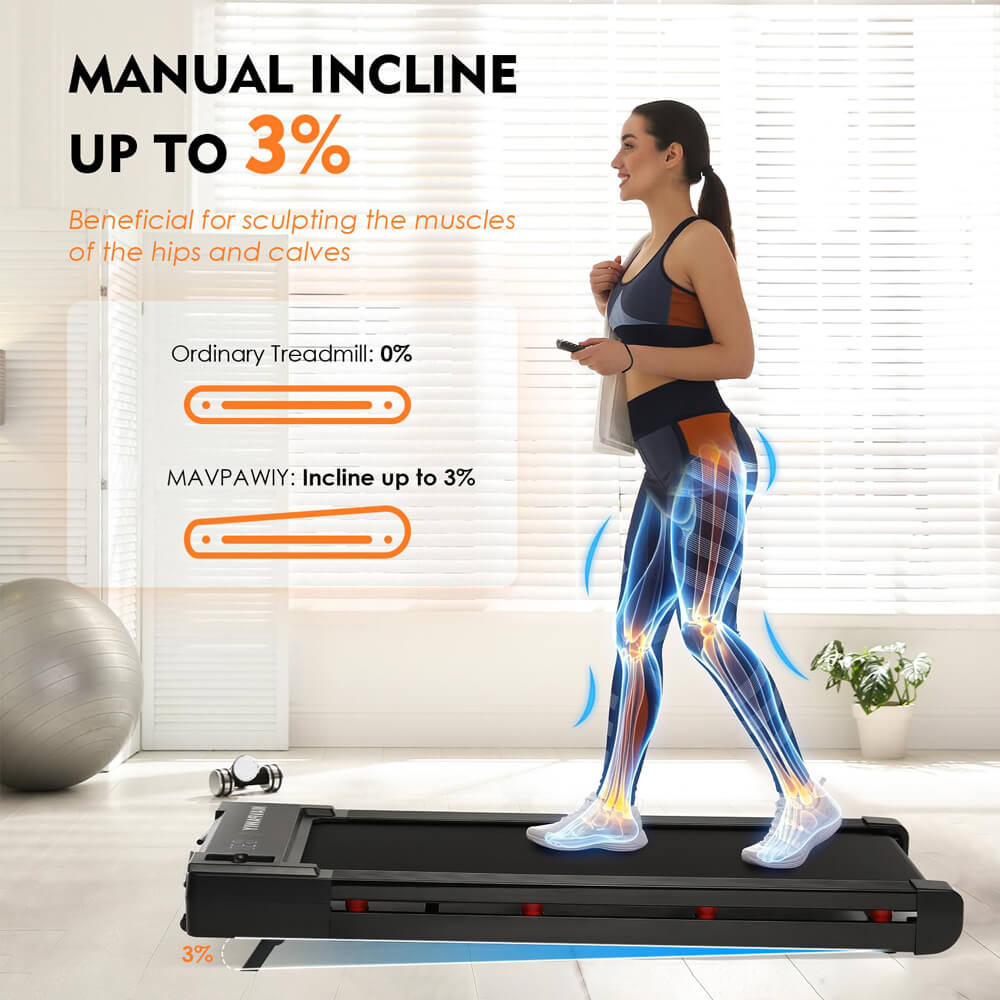 MANUAL INCLINE
UP TO 3%
Beneficial for sculpting the muscles
of the hips and calves
Ordinary Treadmill: 0%
MAVPAWIY: Incline up to 3%
MAVPAWIY
3%